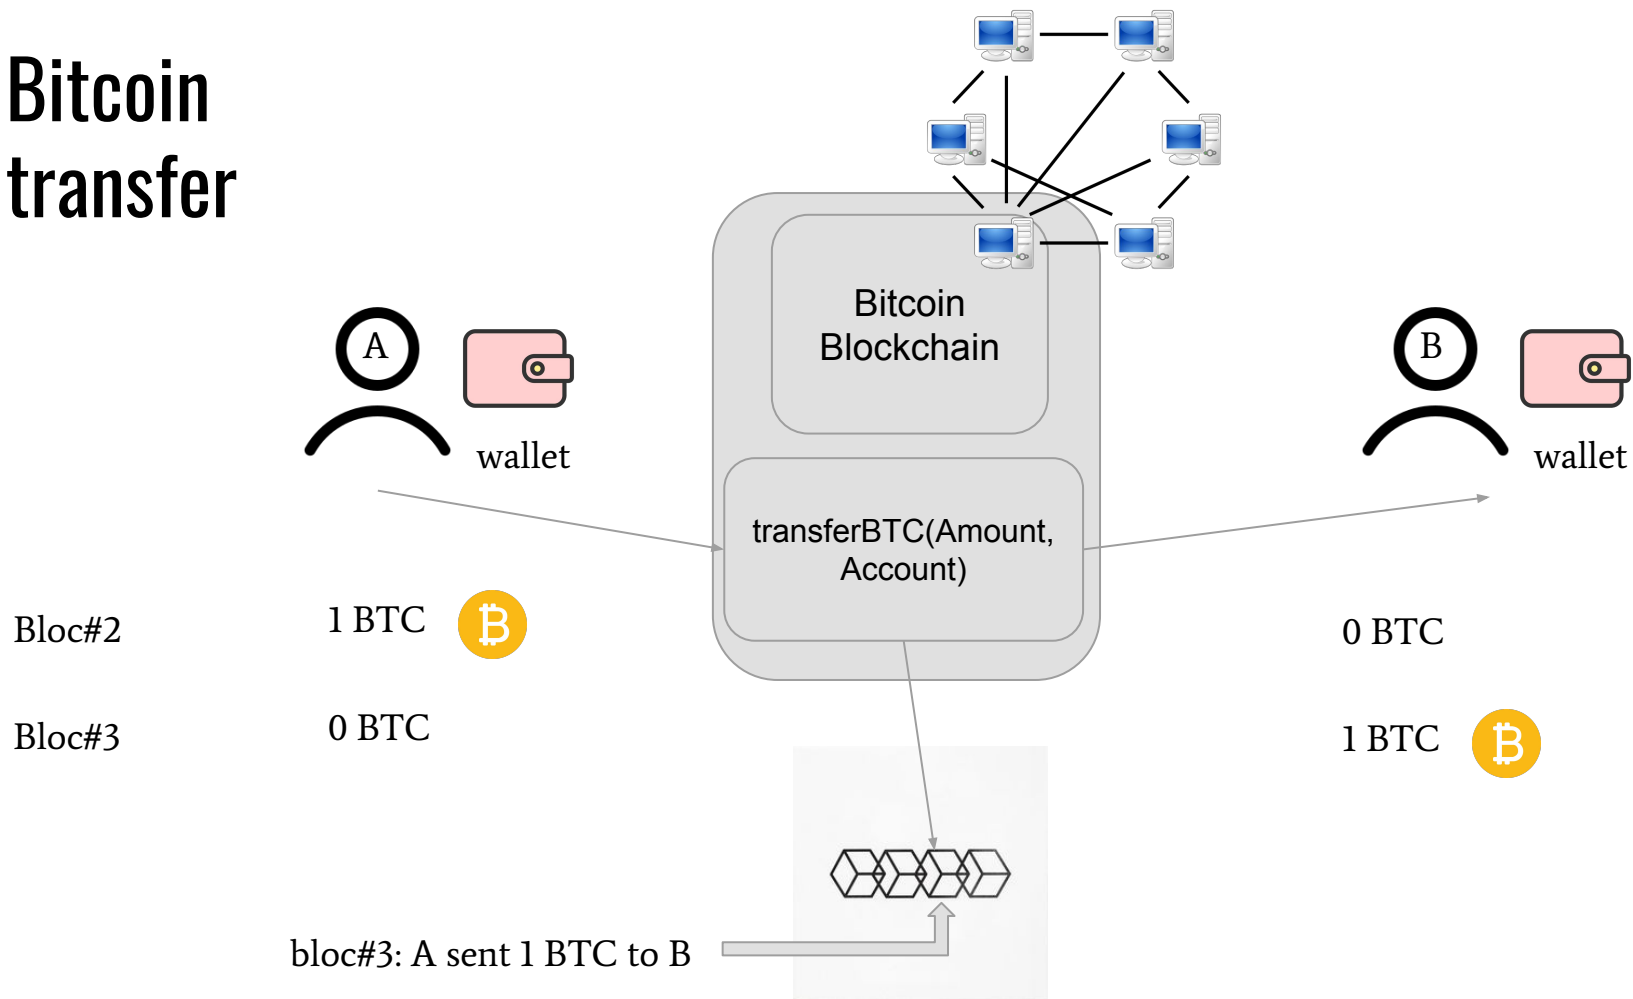 Bitcoin
transfer
Bitcoin
Blockchain
A
B
wallet
wallet
transferBTC(Amount,
Account)
Bloc#2
1 BTC
0 BTC
Bloc#3
0 BTC
1 BTC
bloc#3: A sent 1 BTC to B